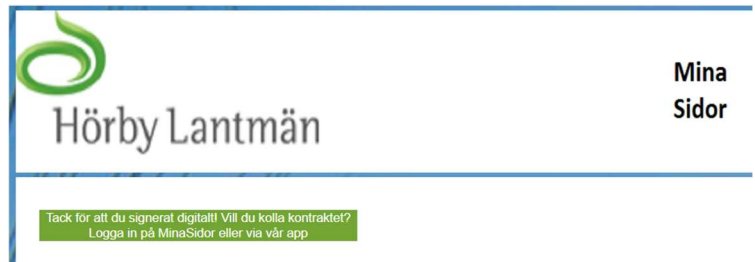 Hörby Lantmän
Mina
Sidor
Tack för att du signerat digitalt! Vill du kolla kontraktet?
Logga in på MinaSidor eller via vår app